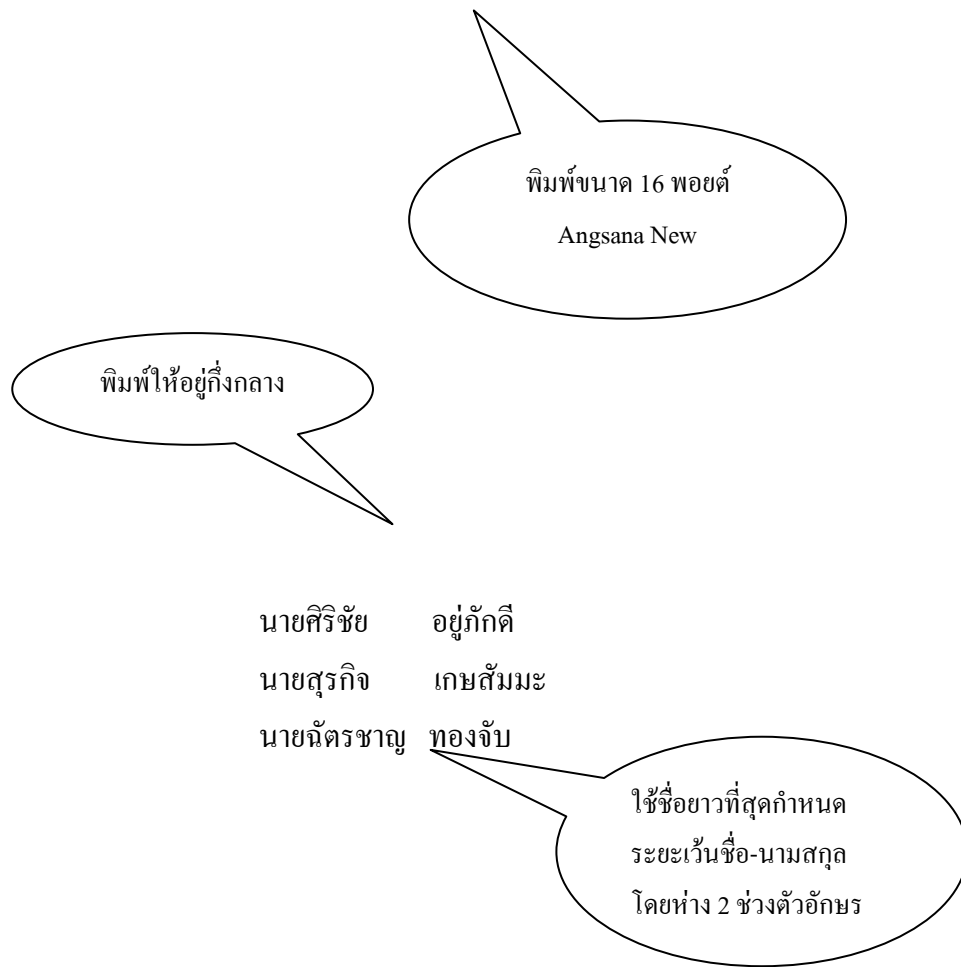 พิมพ์ขนาด 16 พอยต์
Angsana New
พิมพ์ให้อยู่กึ่งกลาง
นายศิริชัย อยู่ภักดี
นายสุรกิจ เกษสัมมะ
นายฉัตรชาญ ทองจับ
ใช้ชื่อยาวที่สุดกำหนด
ระยะเว้นชื่อ-นามสกุล
โดยห่าง 2 ช่วงตัวอักษร